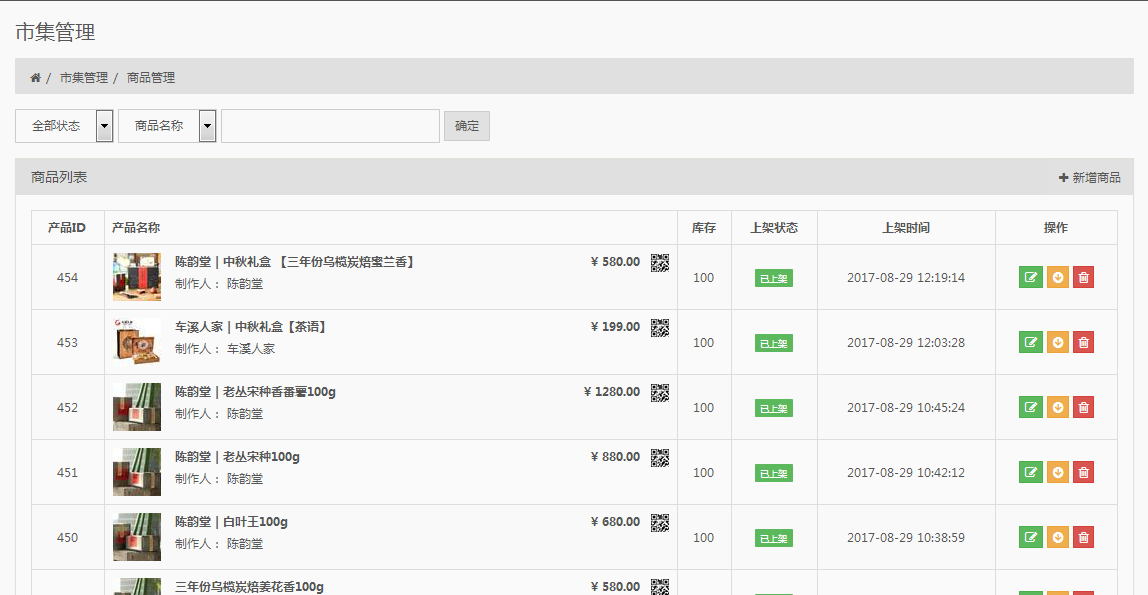 市集管理
/ 市集管理 / 商品管理
全部状态 商品名称 确定
商品列表 新增商品
产品ID 产品名称 库存 上架状态 上架时间 操作
陈韵堂 | 中秋礼盒 【三年份乌榄炭焙蜜兰香】 ¥ 580.00
454 制作人： 陈韵堂 100 已上架 2017-08-29 12:19:14
车溪人家 | 中秋礼盒【茶语】 ¥ 199.00
453 制作人： 车溪人家 100 已上架 2017-08-29 12:03:28
陈韵堂 | 老丛宋种香番薯100g ¥ 1280.00
452 制作人： 陈韵堂 100 已上架 2017-08-29 10:45:24
陈韵堂 | 老丛宋种100g ¥ 880.00
451 制作人： 陈韵堂 100 已上架 2017-08-29 10:42:12
陈韵堂 | 白叶王100g ¥ 680.00
450 制作人： 陈韵堂 100 已上架 2017-08-29 10:38:59
三年份乌榄炭焙姜花香100g ¥ 580.00